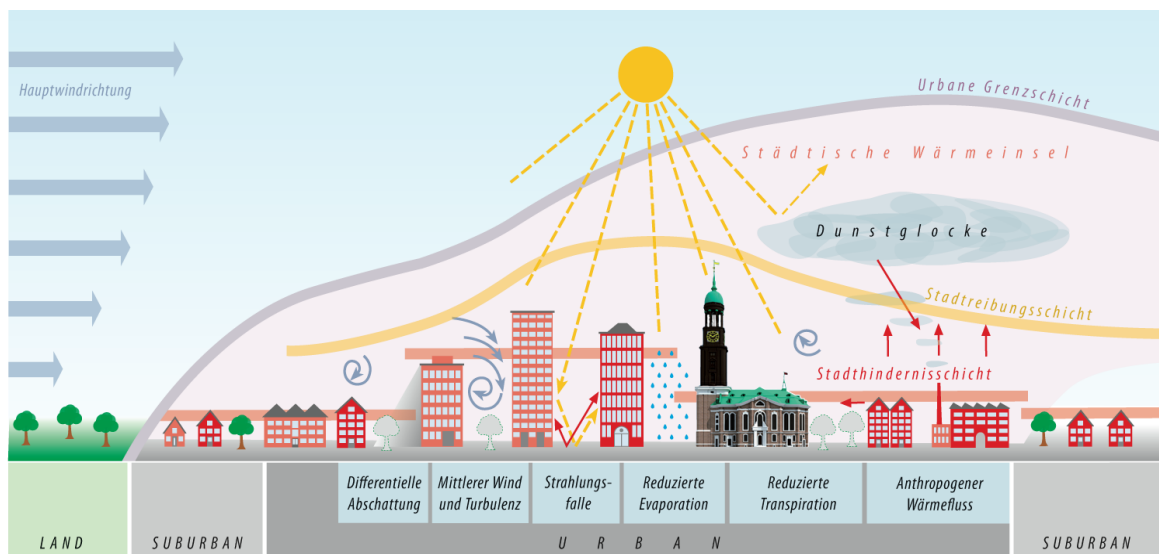 Hauptwindrichtung
Urbane Grenzschicht
Städtische Wärmeinsel
Dunstglocke
Stadtreibungsschicht
Stadthindernisschicht
Differentielle
Abschattung
Mittlerer Wind
und Turbulenz
Strahlungs-
falle
Reduzierte
Evaporation
Reduzierte
Transpiration
Anthropogener
Wärmefluss
LAND
SUBURBAN
URBAN
SUBURBAN